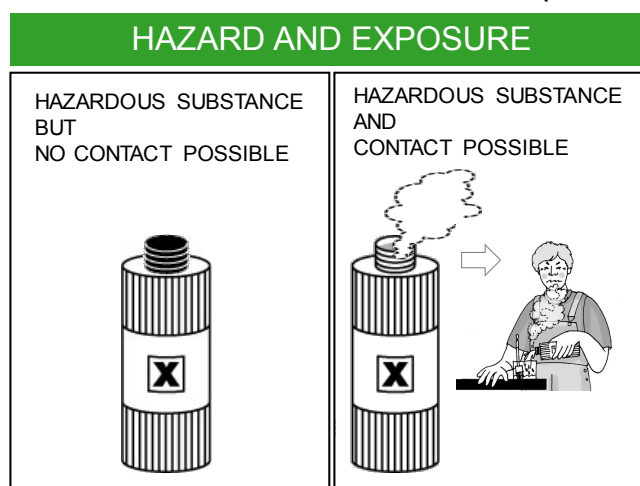 HAZARD AND EXPOSURE
HAZARDOUS SUBSTANCE
BUT
NO CONTACT POSSIBLE
HAZARDOUS SUBSTANCE
AND
CONTACT POSSIBLE
X
X